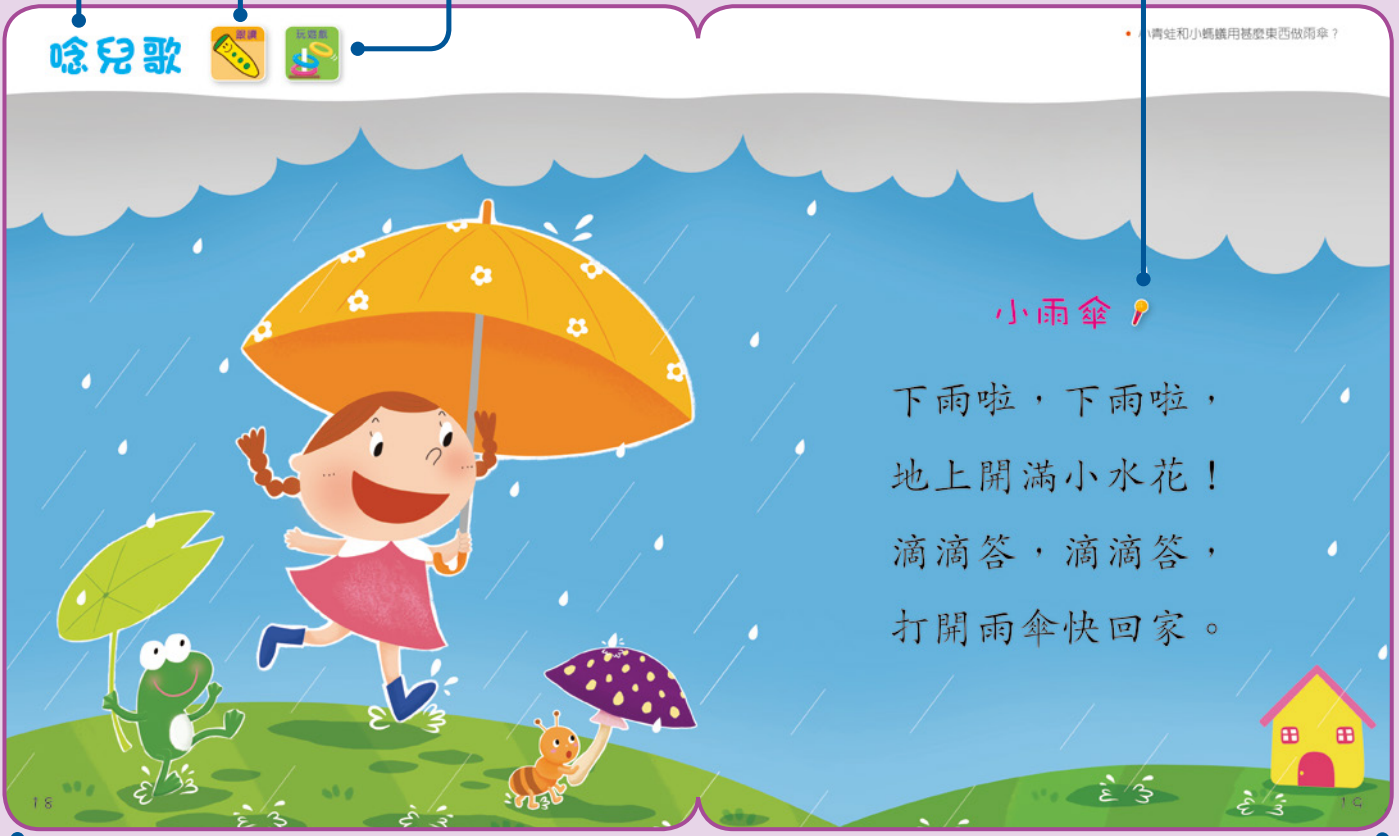 唸兒歌
跟讀
玩遊戲
小青蛙和小螞蟻用甚麼東西做雨傘？
小雨傘
下雨啦，下雨啦，
地上開滿小水花！
滴滴答，滴滴答，
打開雨傘快回家。
18
19